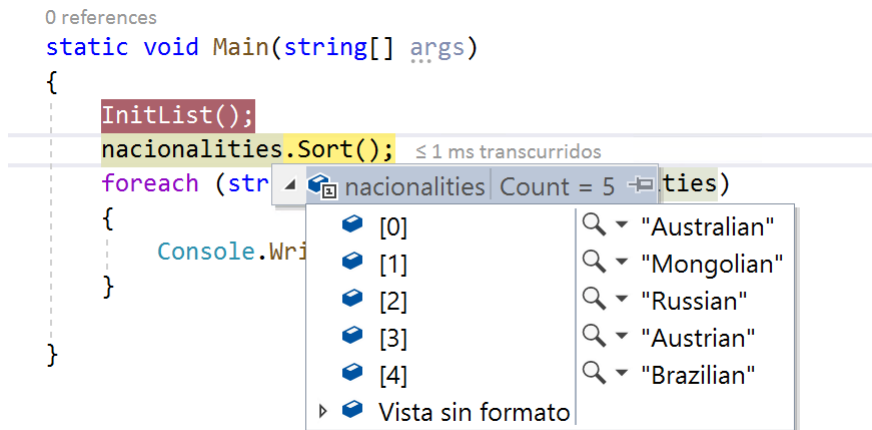 0 references
static void Main(string[] args)
{
InitList();
nacionalities.Sort(); ≤ 1 ms transcurridos
foreach (str nacionalities Count = 5 ties)
{
[0] "Australian"
Console.Wri [1] "Mongolian"
} [2] "Russian"
[3] "Austrian"
} [4] "Brazilian"
Vista sin formato